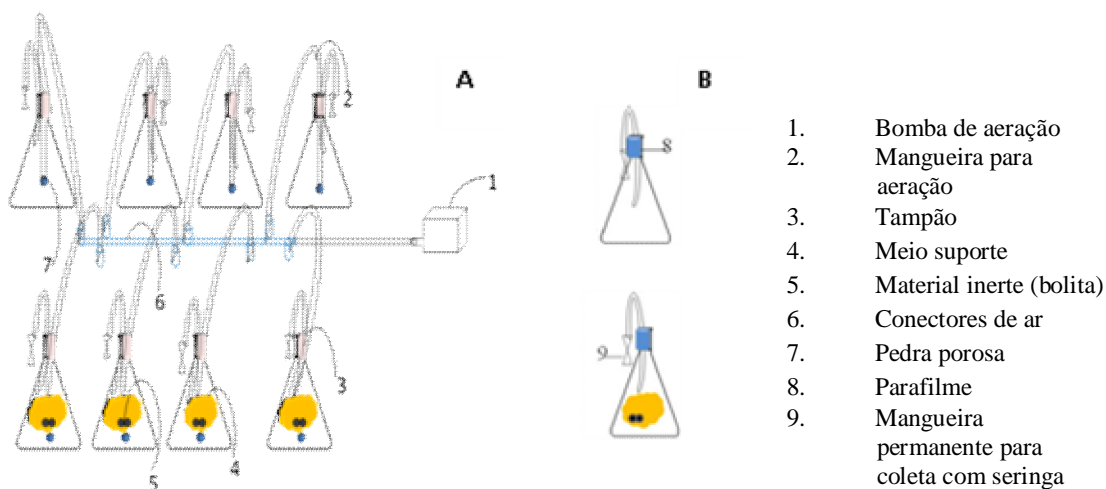 A
B
2
1
8
7
6
3
9
5
4
1. Bomba de aeração
2. Mangueira para
aeração
3. Tampão
4. Meio suporte
5. Material inerte (bolita)
6. Conectores de ar
7. Pedra porosa
8. Parafilme
9. Mangueira
permanente para
coleta com seringa